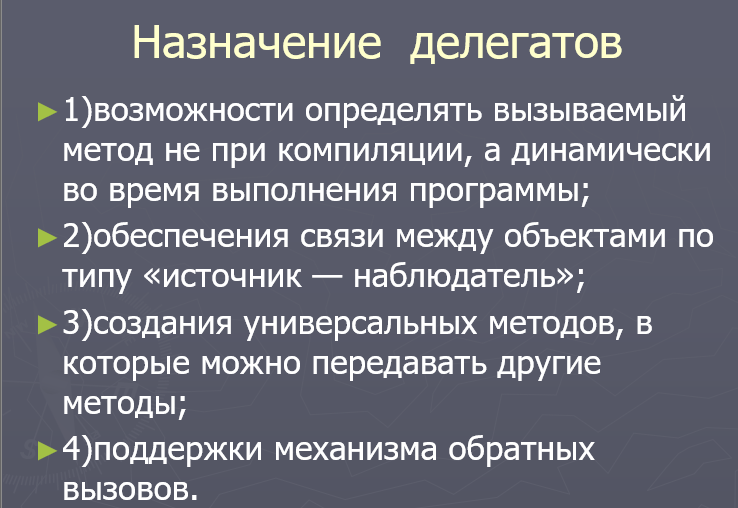 Назначение делегатов
►1)возможности определять вызываемый
метод не при компиляции, а динамически
во время выполнения программы;
►2)обеспечения связи между объектами по
типу «источник — наблюдатель»;
►3)создания универсальных методов, в
которые можно передавать другие
методы;
►4)поддержки механизма обратных
вызовов.